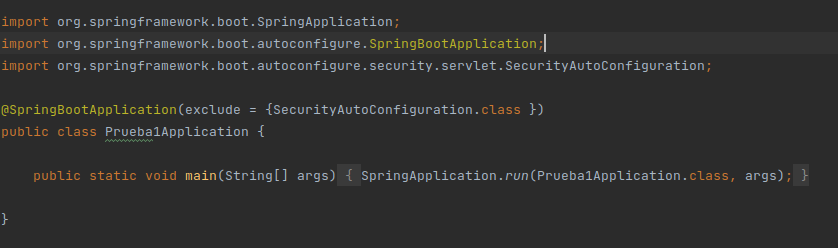 import org.springframework.boot.SpringApplication;
import org.springframework.boot.autoconfigure.SpringBootApplication;
import org.springframework.boot.autoconfigure.security.servlet.SecurityAutoConfiguration;
@SpringBootApplication(exclude = {SecurityAutoConfiguration.class })
public class Prueba1Application {
public static void main(String[] args) { SpringApplication.run(Prueba1Application.class, args); }
}